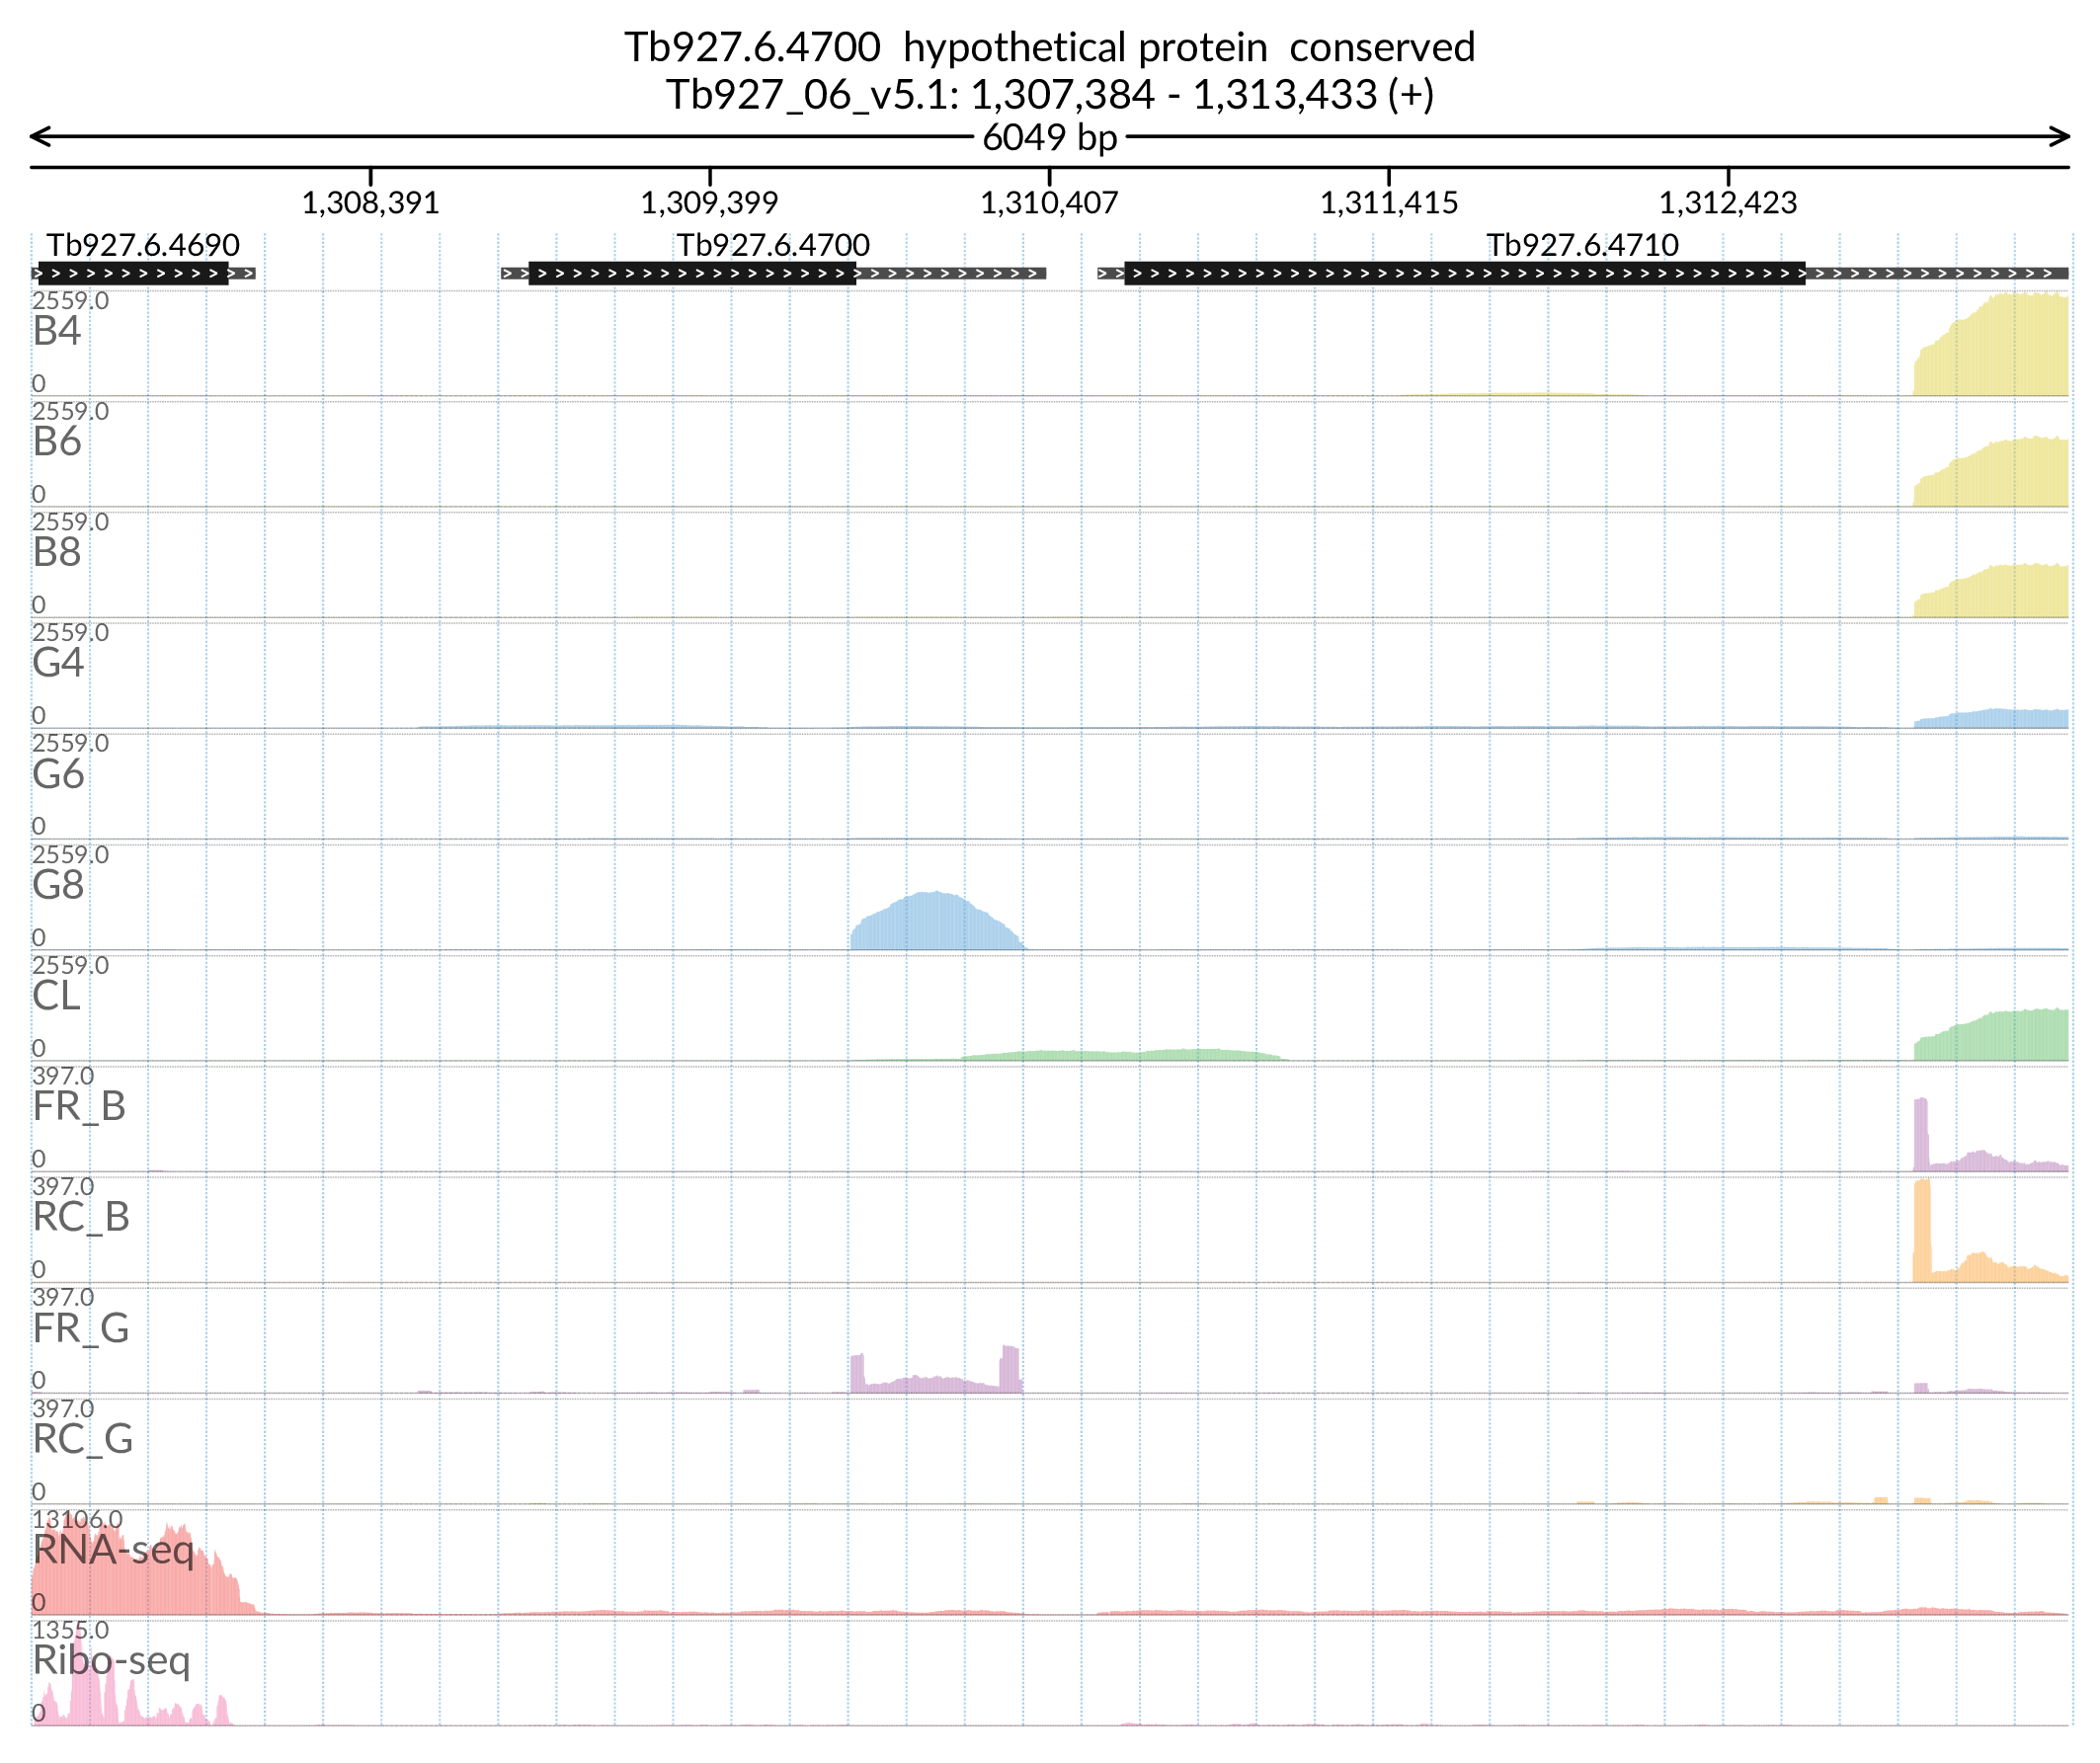 Tb927.6.4700 hypothetical protein conserved
Tb927_06_v5.1: 1,307,384 - 1,313,433 (+)
6049 bp
1,308,391 1,309,399 1,310,407 1,311,415 1,312,423
Tb927.6.4690 Tb927.6.4700 Tb927.6.4710
2559.0
B4
0
2559.0
B6
0
2559.0
B8
0
2559.0
G4
0
2559.0
G6
0
2559.0
G8
0
2559.0
CL
0
397.0
FR_B
0
397.0
RC_B
0
397.0
FR_G
0
397.0
RC_G
0
13106.0
RNA-seq
0
1355.0
Ribo-seq
0